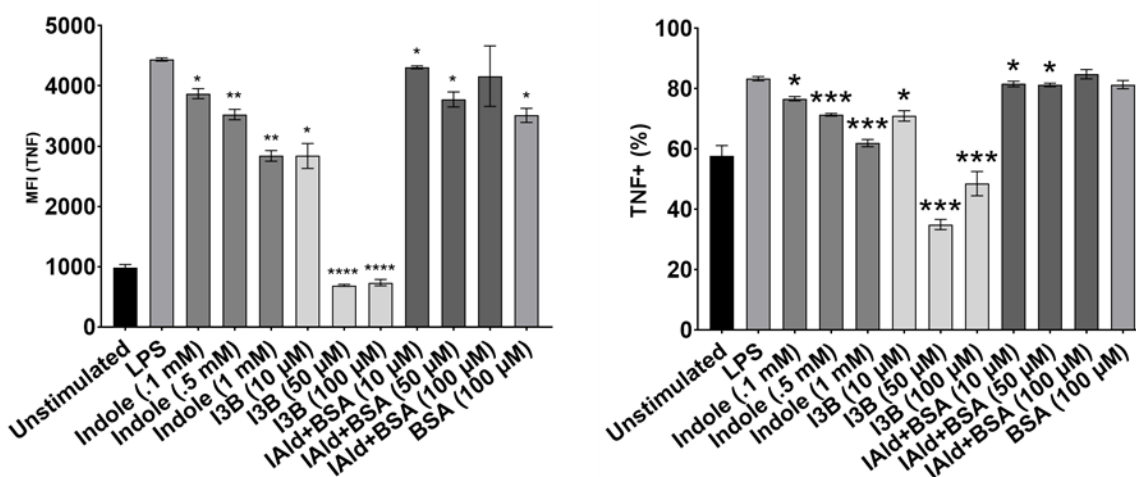 MFI (TNF)
5000
4000
3000
2000
1000
0
*
**
**
*
****
****
*
*
*
Unstimulated
LPS
Indole (.1 mM)
Indole (.5 mM)
Indole (1 mM)
I3B (10 µM)
I3B (50 µM)
I3B (100 µM)
IAld+BSA (10 µM)
IAld+BSA (50 µM)
IAld+BSA (100 µM)
BSA (100 µM)
TNF+ (%)
100
80
60
40
20
0
*
***
***
*
***
***
*
*
Unstimulated
LPS
Indole (.1 mM)
Indole (.5 mM)
Indole (1 mM)
I3B (10 µM)
I3B (50 µM)
I3B (100 µM)
IAld+BSA (10 µM)
IAld+BSA (50 µM)
IAld+BSA (100 µM)
BSA (100 µM)